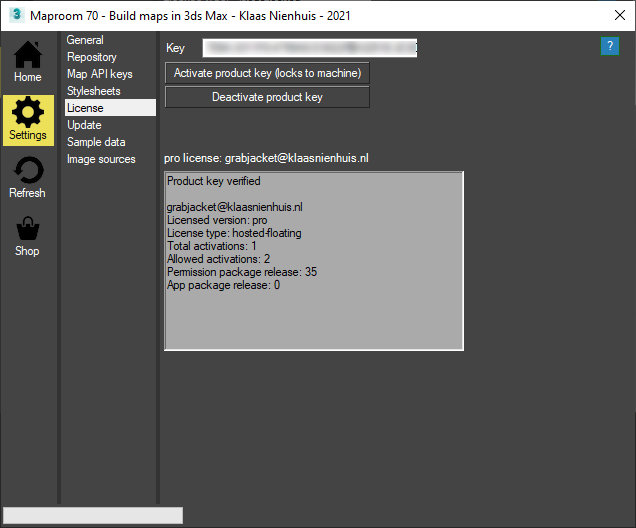 3
Maproom 70 - Build maps in 3ds Max - Klaas Nienhuis - 2021
Home
Settings
Refresh
Shop
General
Repository
Map API keys
Stylesheets
License
Update
Sample data
Image sources
Key
?
Activate product key (locks to machine)
Deactivate product key
pro license: grabjacket@klaasnienhuis.nl
Product key verified
grabjacket@klaasnienhuis.nl
Licensed version: pro
License type: hosted-floating
Total activations: 1
Allowed activations: 2
Permission package release: 35
App package release: 0